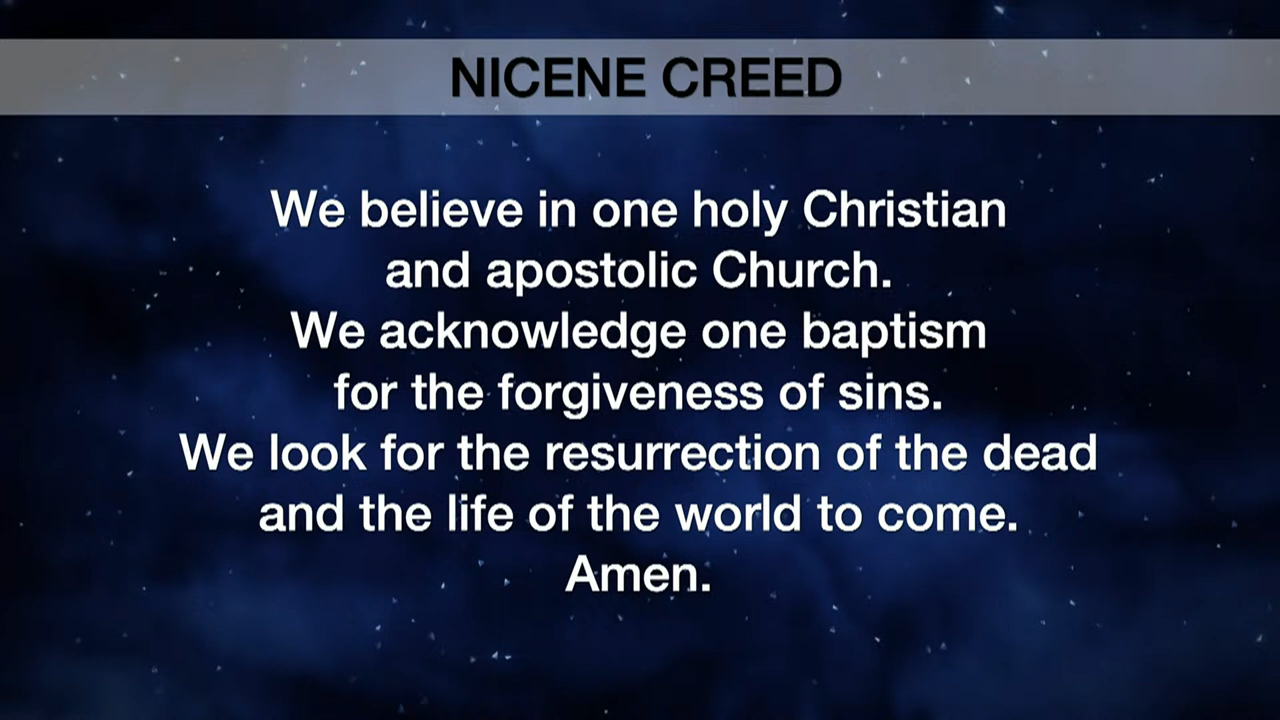 NICENE CREED
We believe in one holy Christian
and apostolic Church.
We acknowledge one baptism
for the forgiveness of sins.
We look for the resurrection of the dead
and the life of the world to come.
Amen.